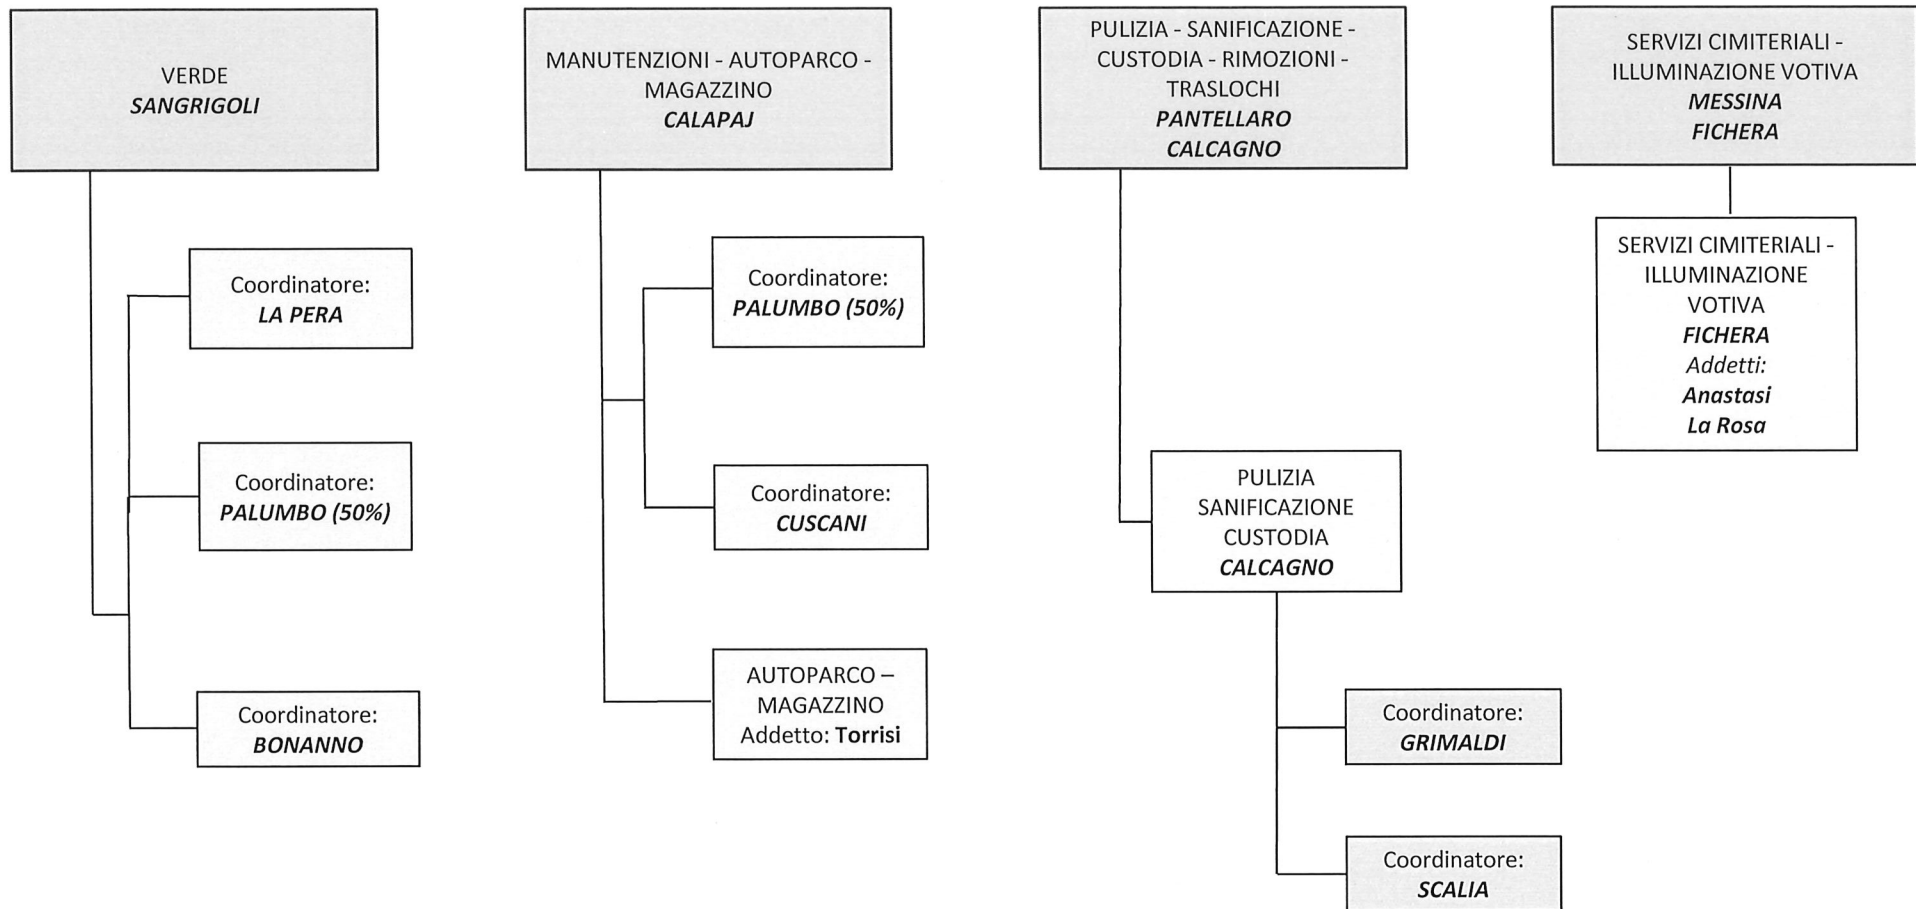 VERDE
SANGRIGOLI
Coordinatore:
LA PERA
Coordinatore:
PALUMBO (50%)
Coordinatore:
BONANNO
MANUTENZIONI - AUTOPARCO -
MAGAZZINO
CALAPAJ
Coordinatore:
PALUMBO (50%)
Coordinatore:
CUSCANI
AUTOPARCO –
MAGAZZINO
Addetto: Torrisi
PULIZIA - SANIFICAZIONE -
CUSTODIA - RIMOZIONI -
TRASLOCHI
PANTELLARO
CALCAGNO
PULIZIA
SANIFICAZIONE
CUSTODIA
CALCAGNO
Coordinatore:
GRIMALDI
Coordinatore:
SCALIA
SERVIZI CIMITERIALI -
ILLUMINAZIONE VOTIVA
MESSINA
FICHERA
SERVIZI CIMITERIALI -
ILLUMINAZIONE
VOTIVA
FICHERA
Addetti:
Anastasi
La Rosa